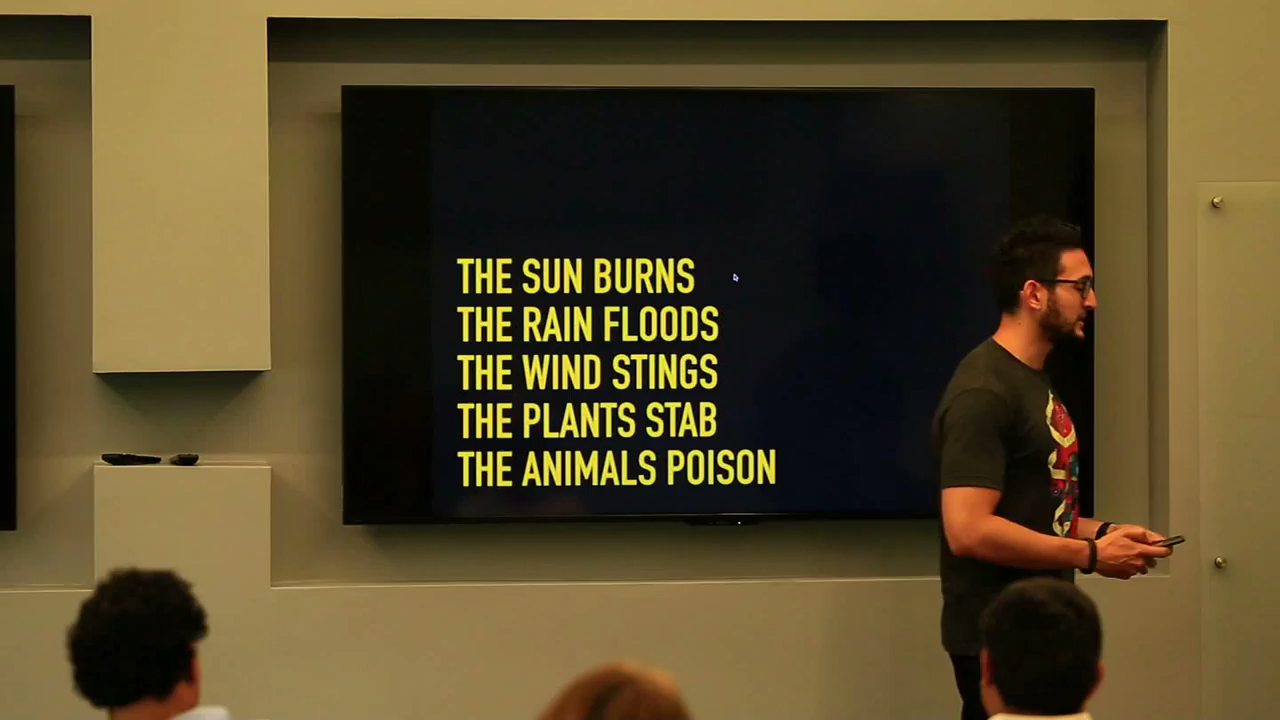 THE SUN BURNS
THE RAIN FLOODS
THE WIND STINGS
THE PLANTS STAB
THE ANIMALS POISON